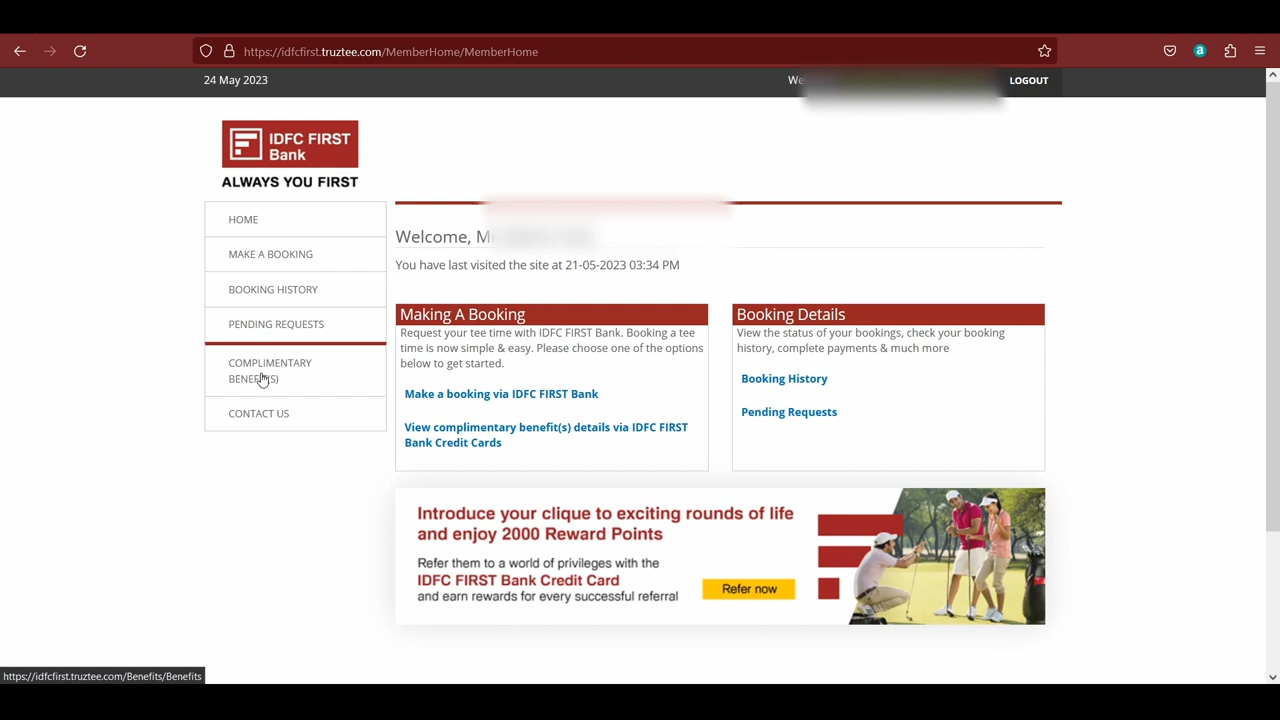 https://idfcfirst.truztee.com/MemberHome/MemberHome
24 May 2023
LOGOUT
IDFC FIRST
Bank
ALWAYS YOU FIRST
HOME
MAKE A BOOKING
BOOKING HISTORY
PENDING REQUESTS
COMPLIMENTARY
BENEFIT(S)
CONTACT US
Welcome,
You have last visited the site at 21-05-2023 03:34 PM
Making A Booking
Request your tee time with IDFC FIRST Bank. Booking a tee
time is now simple & easy. Please choose one of the options
below to get started.
Make a booking via IDFC FIRST Bank
View complimentary benefit(s) details via IDFC FIRST
Bank Credit Cards
Booking Details
View the status of your bookings, check your booking
history, complete payments & much more
Booking History
Pending Requests
Introduce your clique to exciting rounds of life
and enjoy 2000 Reward Points
Refer them to a world of privileges with the
IDFC FIRST Bank Credit Card
and earn rewards for every successful referral
Refer now
https://idfcfirst.truztee.com/Benefits/Benefits